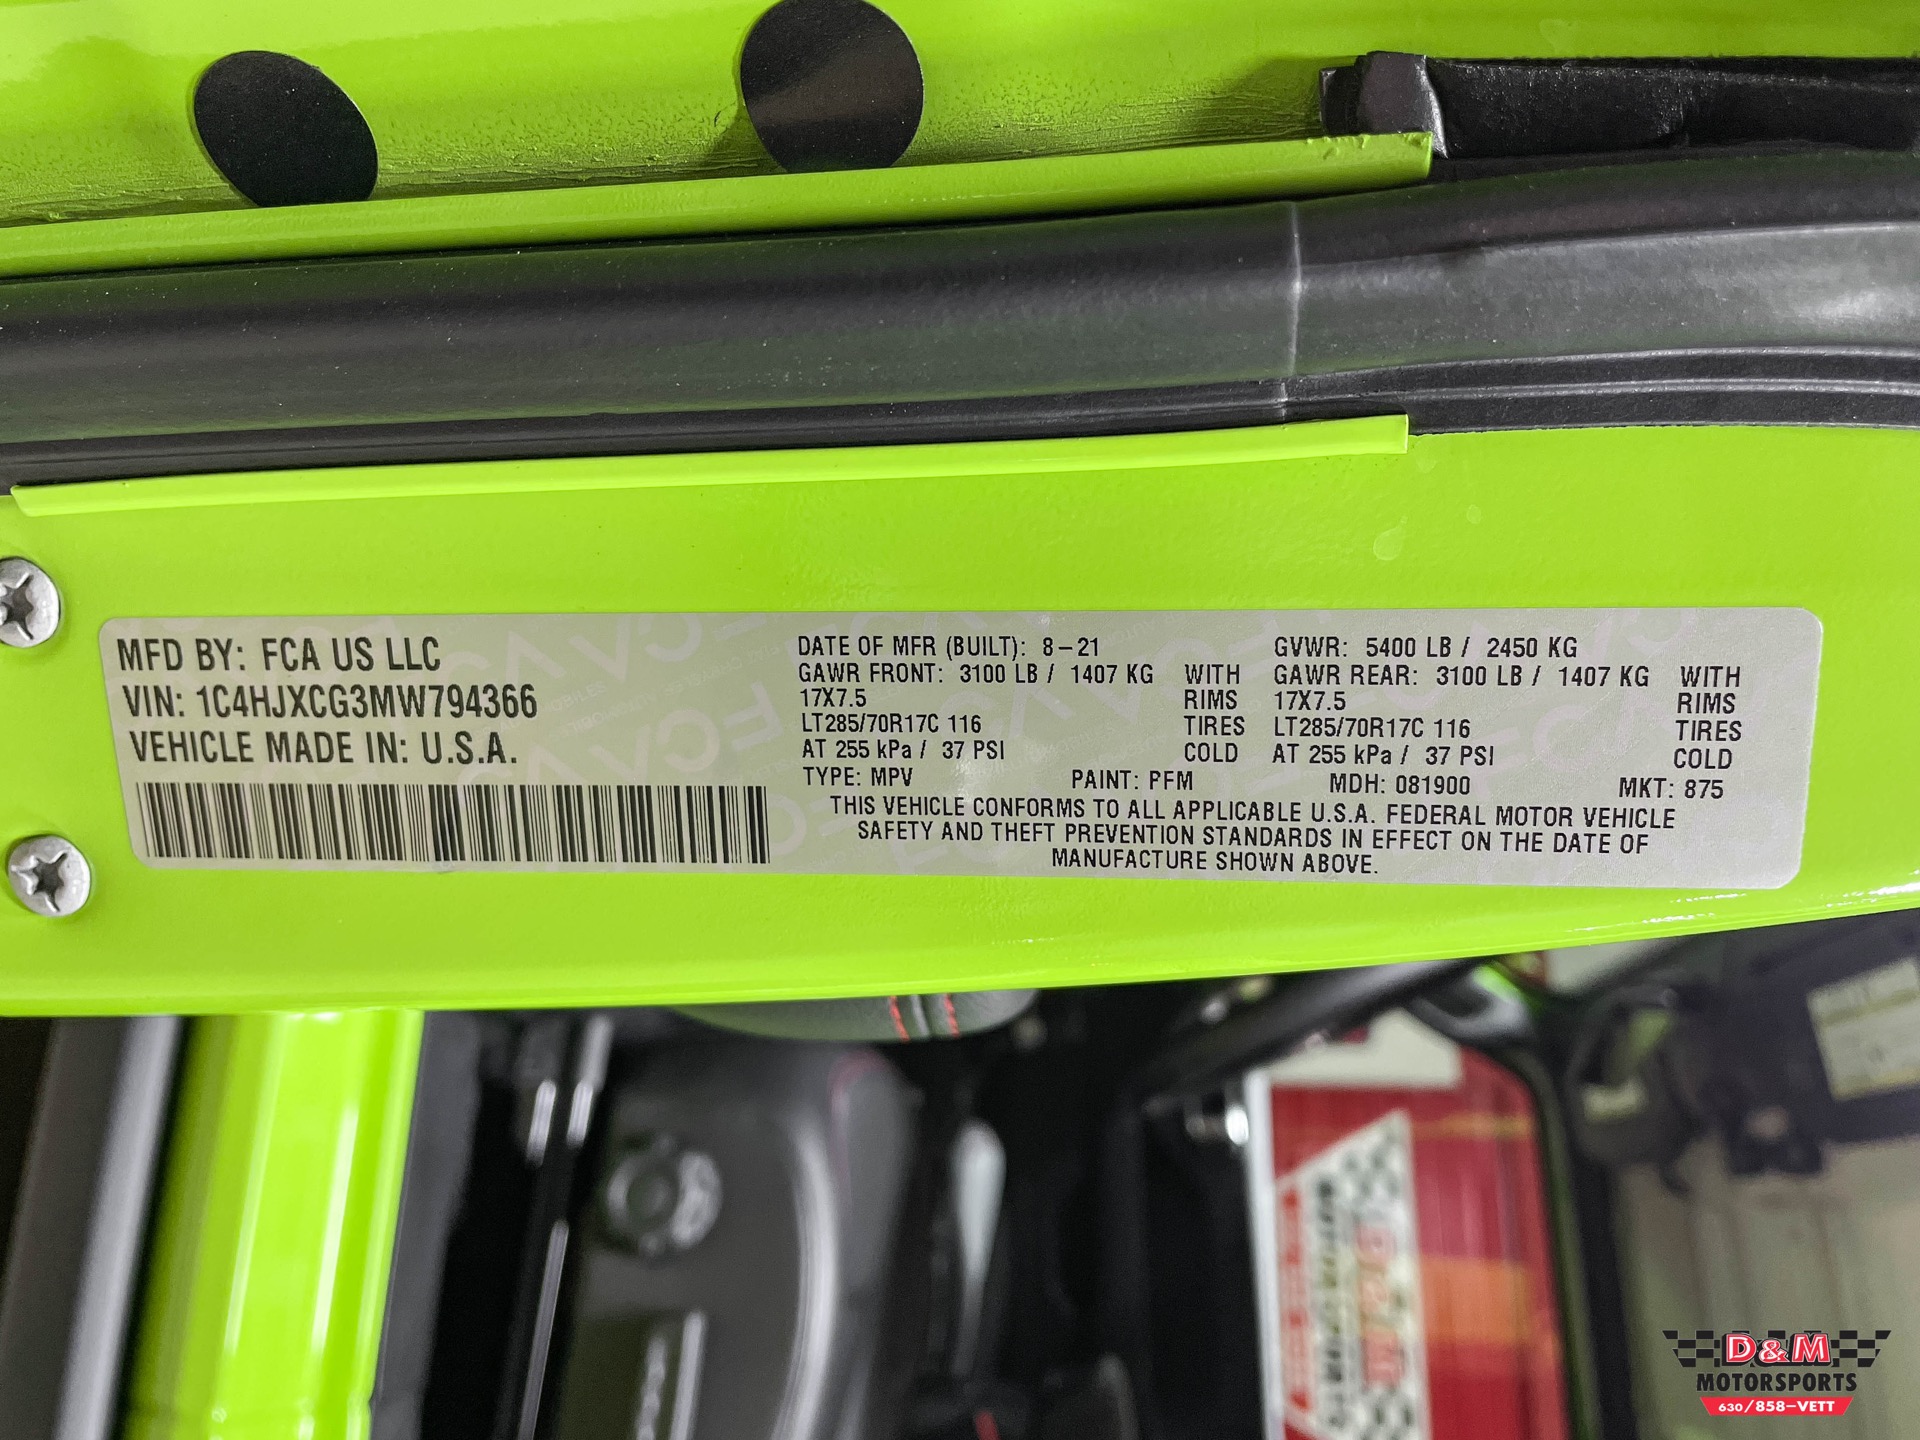 MFD BY: FCA US LLC
VIN: 1C4HJXCG3MW794366
VEHICLE MADE IN: U.S.A.
DATE OF MFR (BUILT): 8-21 GVWR: 5400 LB / 2450 KG
GAWR FRONT: 3100 LB / 1407 KG WITH GAWR REAR: 3100 LB / 1407 KG WITH
17X7.5 RIMS 17X7.5 RIMS
LT285/70R17C 116 TIRES LT285/70R17C 116 TIRES
AT 255 kPa / 37 PSI COLD AT 255 kPa / 37 PSI COLD
TYPE: MPV PAINT: PFM MDH: 081900 MKT: 875
THIS VEHICLE CONFORMS TO ALL APPLICABLE U.S.A. FEDERAL MOTOR VEHICLE
SAFETY AND THEFT PREVENTION STANDARDS IN EFFECT ON THE DATE OF
MANUFACTURE SHOWN ABOVE.
D&M
MOTORSPORTS
630/858-VETT